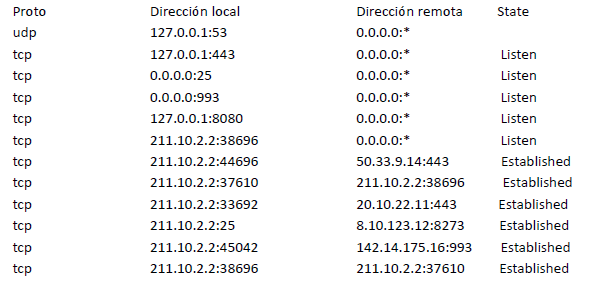 Proto Dirección local Dirección remota State
udp 127.0.0.1:53 0.0.0.0:*
tcp 127.0.0.1:443 0.0.0.0:* Listen
tcp 0.0.0.0:25 0.0.0.0:* Listen
tcp 0.0.0.0:993 0.0.0.0:* Listen
tcp 127.0.0.1:8080 0.0.0.0:* Listen
tcp 211.10.2.2:38696 0.0.0.0:* Listen
tcp 211.10.2.2:44696 50.33.9.14:443 Established
tcp 211.10.2.2:37610 211.10.2.2:38696 Established
tcp 211.10.2.2:33692 20.10.22.11:443 Established
tcp 211.10.2.2:25 8.10.123.12:8273 Established
tcp 211.10.2.2:45042 142.14.175.16:993 Established
tcp 211.10.2.2:38696 211.10.2.2:37610 Established